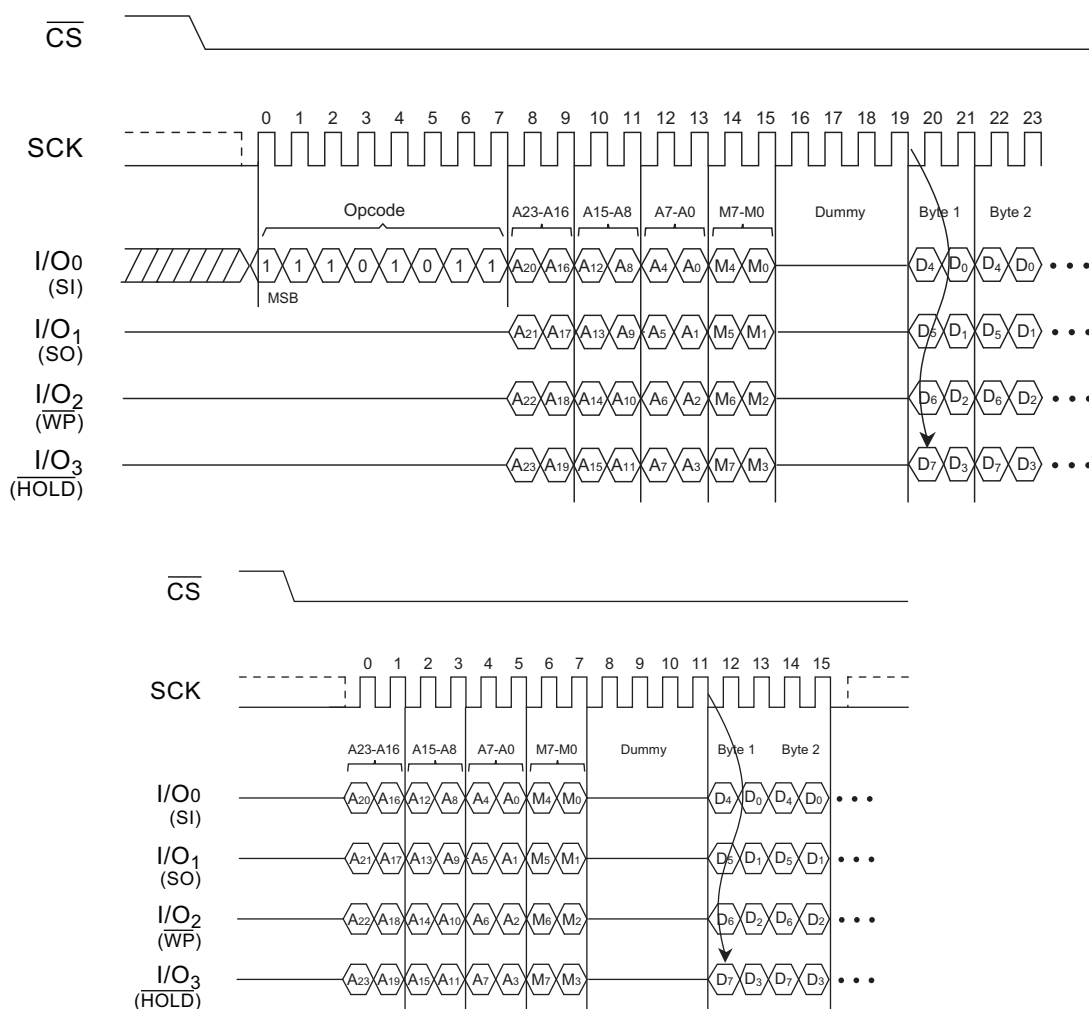 CS
0 1 2 3 4 5 6 7 8 9 10 11 12 13 14 15 16 17 18 19 20 21 22 23
SCK
Opcode A23-A16 A15-A8 A7-A0 M7-M0 Dummy Byte 1 Byte 2
I/O0 1 1 1 0 1 0 1 1 A20 A16 A12 A8 A4 A0 M4 M0 D4 D0 D4 D0 • • •
(SI)
MSB
I/O1 A21 A17 A13 A9 A5 A1 M5 M1 D5 D1 D5 D1 • • •
(SO)
I/O2 A22 A18 A14 A10 A6 A2 M6 M2 D6 D2 D6 D2 • • •
(WP)
I/O3 A23 A19 A15 A11 A7 A3 M7 M3 D7 D3 D7 D3 • • •
(HOLD)
CS
0 1 2 3 4 5 6 7 8 9 10 11 12 13 14 15
SCK
A23-A16 A15-A8 A7-A0 M7-M0 Dummy Byte 1 Byte 2
I/O0 A20 A16 A12 A8 A4 A0 M4 M0 D4 D0 D4 D0 • • •
(SI)
I/O1 A21 A17 A13 A9 A5 A1 M5 M1 D5 D1 D5 D1 • • •
(SO)
I/O2 A22 A18 A14 A10 A6 A2 M6 M2 D6 D2 D6 D2 • • •
(WP)
I/O3 A23 A19 A15 A11 A7 A3 M7 M3 D7 D3 D7 D3 • • •
(HOLD)